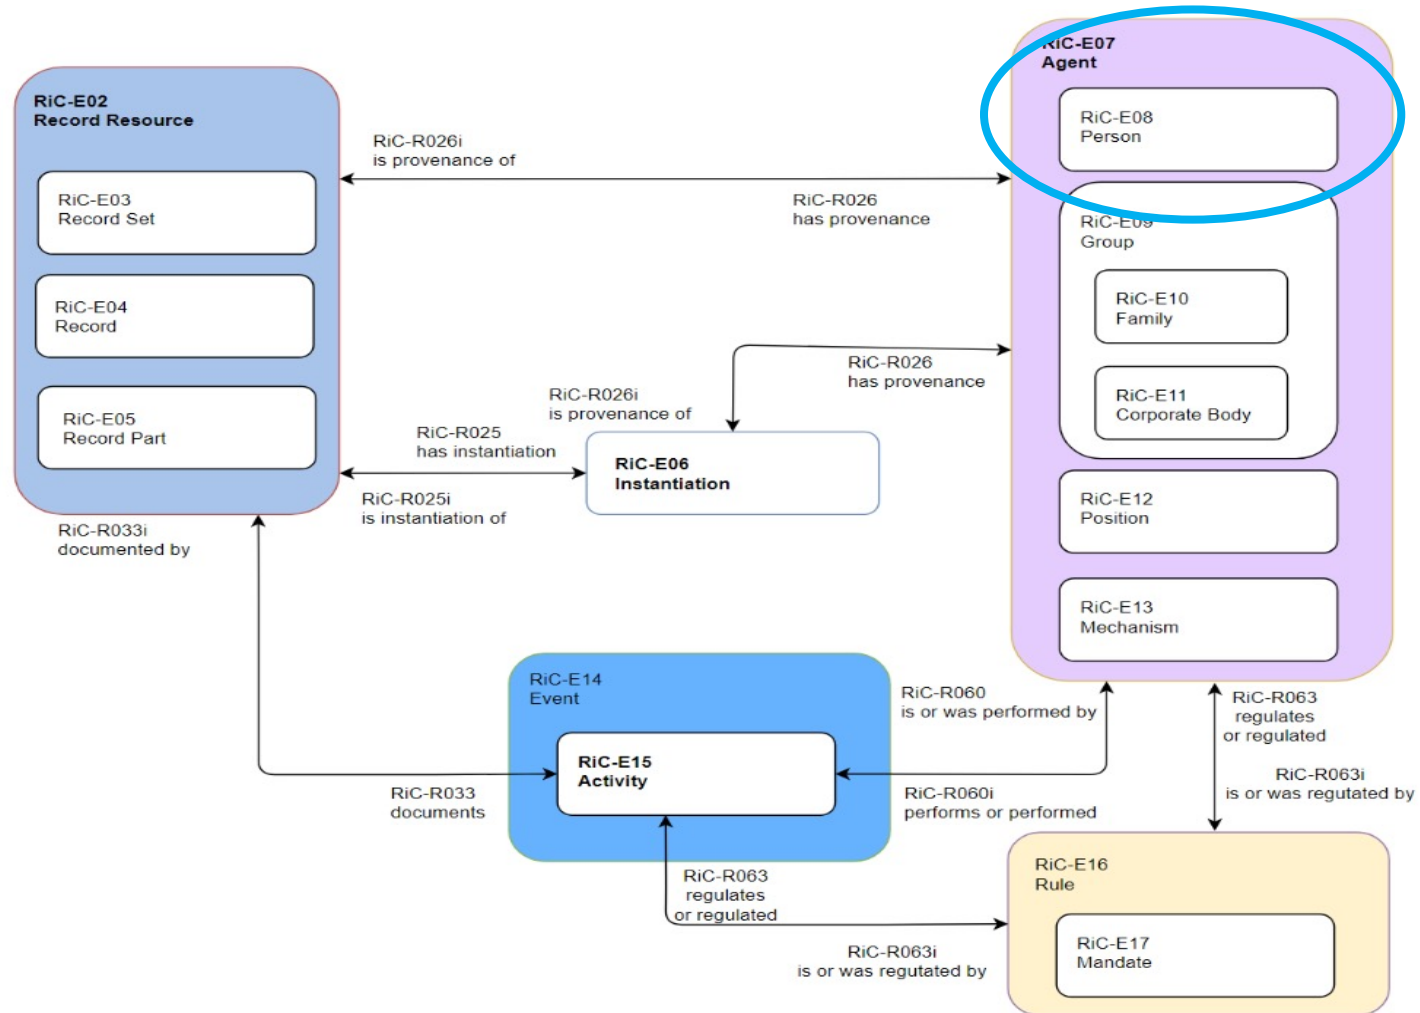 RiC-E02
Record Resource
RiC-E03
Record Set
RiC-E04
Record
RiC-E05
Record Part
RiC-R026i
is provenance of
RiC-R026
has provenance
RiC-E07
Agent
RiC-E08
Person
RiC-E09
Group
RiC-E10
Family
RiC-E11
Corporate Body
RiC-E12
Position
RiC-E13
Mechanism
RiC-R026
has provenance
RiC-R026i
is provenance of
RiC-R025
has instantiation
RiC-R025i
is instantiation of
RiC-E06
Instantiation
RiC-R033i
documented by
RiC-R033
documents
RiC-E14
Event
RiC-E15
Activity
RiC-R060
is or was performed by
RiC-R060i
performs or performed
RiC-R063
regulates
or regulated
RiC-R063i
is or was regutated by
RiC-R063
regulates
or regulated
RiC-R063i
is or was regutated by
RiC-E16
Rule
RiC-E17
Mandate